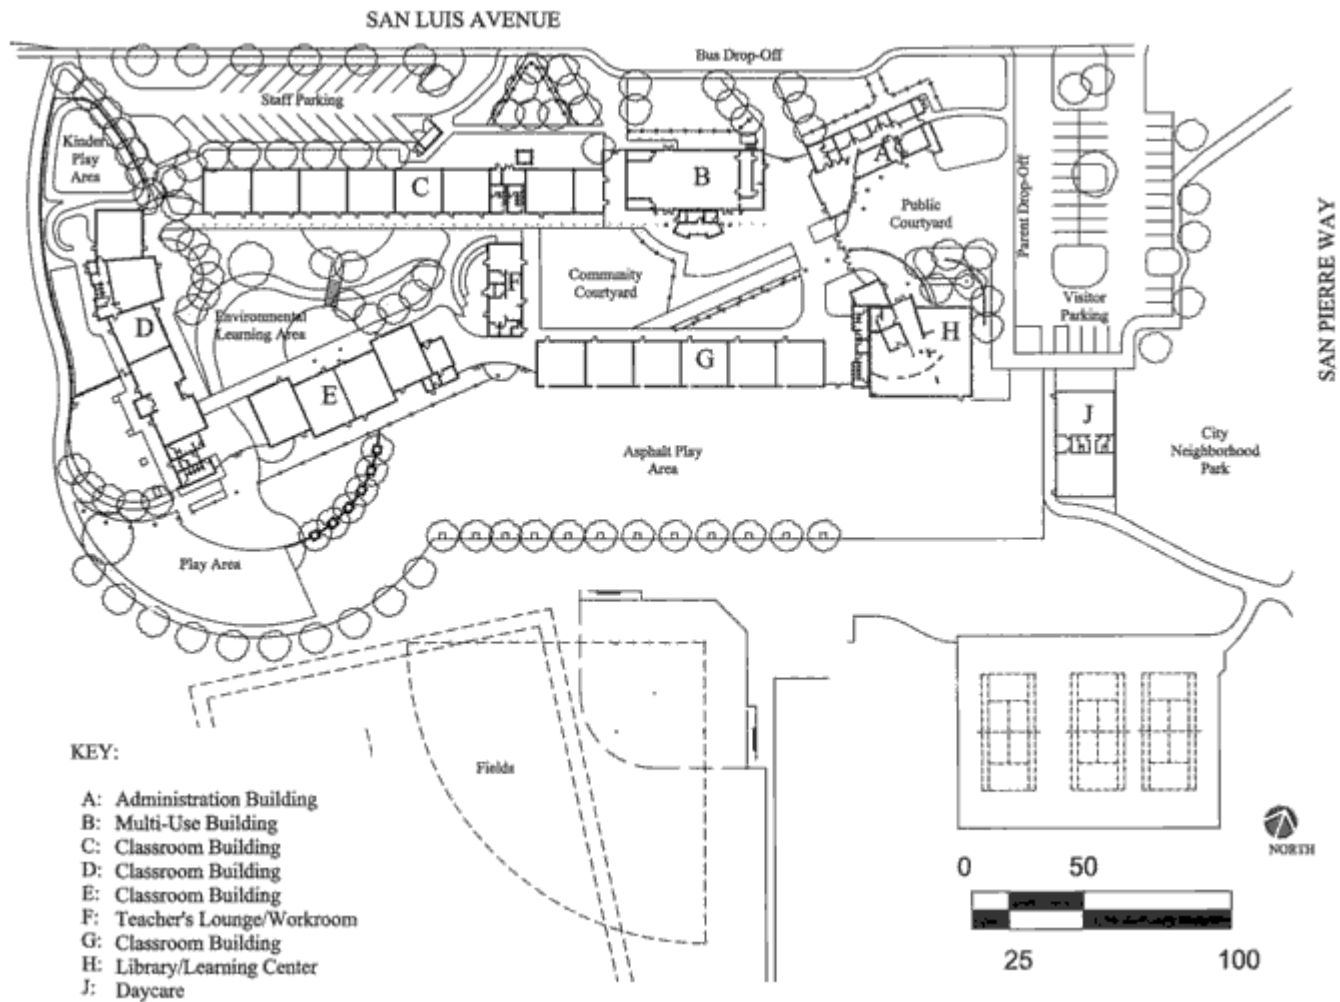 SAN LUIS AVENUE
Bus Drop-Off
Staff Parking
Kinder
Play
Area
C
B
A
Public
Courtyard
Parent Drop-Off
SAN PIERRE WAY
Community
Courtyard
F
Visitor
Parking
D
Environmental
Learning Area
H
G
E
J
City
Neighborhood
Park
Asphalt Play
Area
Play Area
Fields
KEY:
A: Administration Building
B: Multi-Use Building
C: Classroom Building
D: Classroom Building
E: Classroom Building
F: Teacher's Lounge/Workroom
G: Classroom Building
H: Library/Learning Center
J: Daycare
NORTH
0 50
25 100